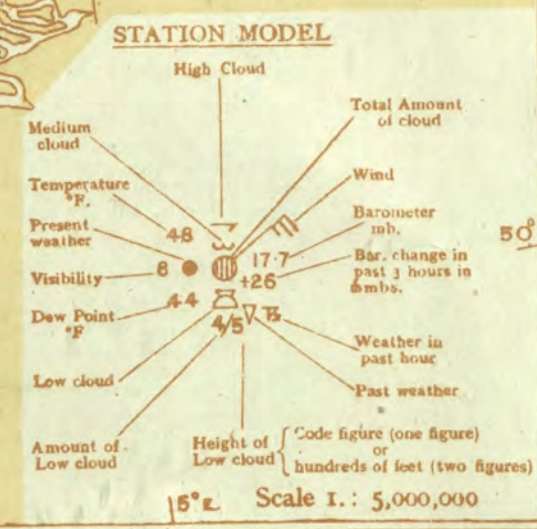 STATION MODEL
High Cloud
Total Amount
of cloud
Medium
cloud
Wind
Temperature
°F.
48
Barometer
mb.
50°
Present
weather
17.7
Visibility
8
+26
Bar. change in
past 3 hours in
mbs.
Dew Point
°F
44
4/5
Weather in
past hour
Low cloud
Past weather
Amount of
Low cloud
Height of
Low cloud
Code figure (one figure)
or
hundreds of feet (two figures)
5°E
Scale 1.: 5,000,000